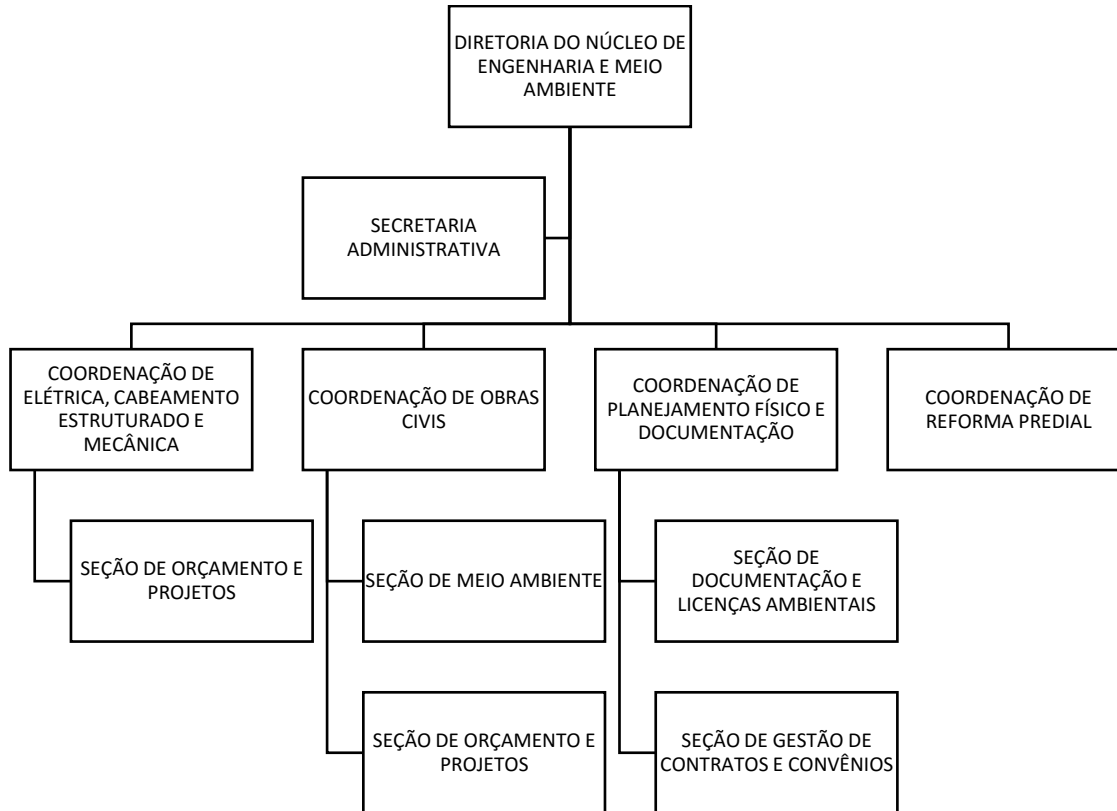 DIRETORIA DO NÚCLEO DE
ENGENHARIA E MEIO
AMBIENTE
SECRETARIA
ADMINISTRATIVA
COORDENAÇÃO DE
ELÉTRICA, CABEAMENTO
ESTRUTURADO E
MECÂNICA
COORDENAÇÃO DE OBRAS
CIVIS
COORDENAÇÃO DE
PLANEJAMENTO FÍSICO E
DOCUMENTAÇÃO
COORDENAÇÃO DE
REFORMA PREDIAL
SEÇÃO DE ORÇAMENTO E
PROJETOS
SEÇÃO DE MEIO AMBIENTE
SEÇÃO DE
DOCUMENTAÇÃO E
LICENÇAS AMBIENTAIS
SEÇÃO DE ORÇAMENTO E
PROJETOS
SEÇÃO DE GESTÃO DE
CONTRATOS E CONVÊNIOS